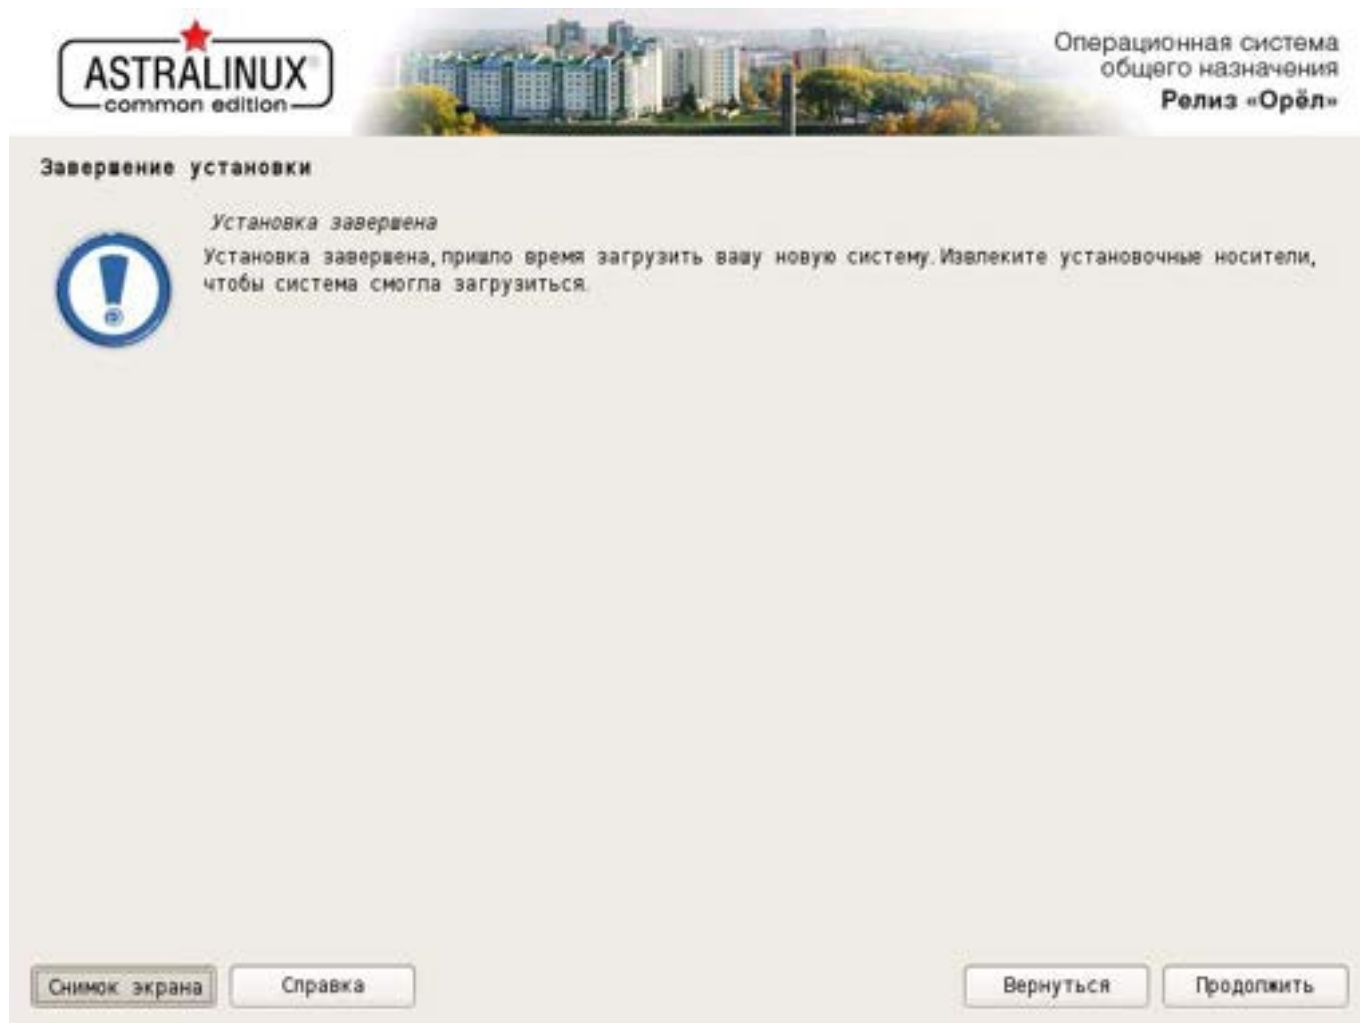 ASTRALINUX
common edition
Операционная система
общего назначения
Релиз «Орёл»
Завершение установки
Установка завершена
Установка завершена, пришло время загрузить вашу новую систему. Извлеките установочные носители,
чтобы система смогла загрузиться.
Снимок экрана
Справка
Вернуться
Продолжить